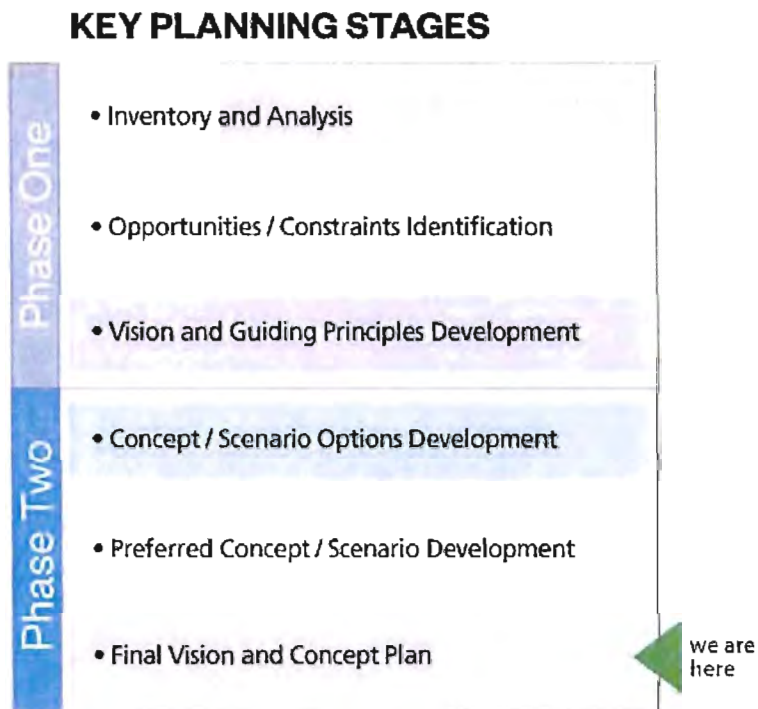 KEY PLANNING STAGES
Phase One
• Inventory and Analysis
• Opportunities / Constraints Identification
• Vision and Guiding Principles Development
Phase Two
• Concept / Scenario Options Development
• Preferred Concept / Scenario Development
• Final Vision and Concept Plan
we are
here